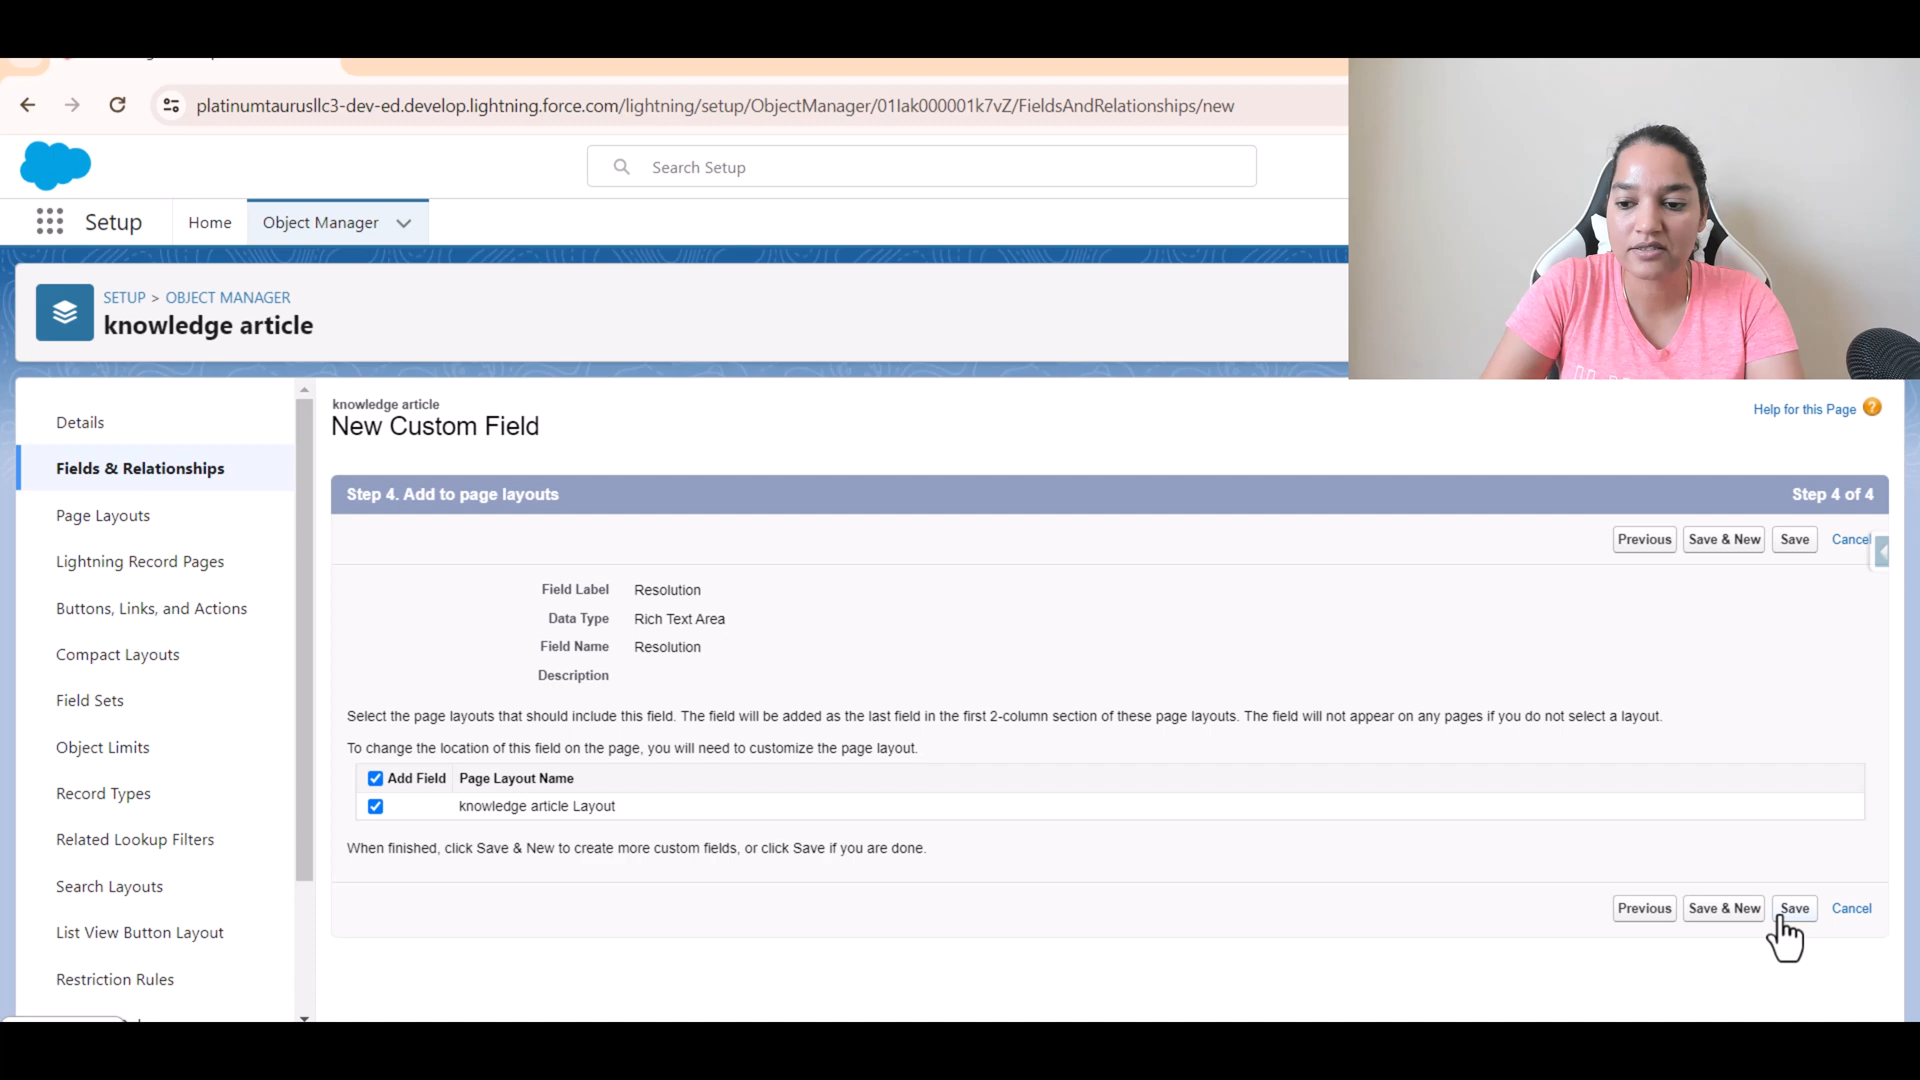 platinumtaurusllc3-dev-ed.develop.lightning.force.com/lightning/setup/ObjectManager/01Iak000001k7vZ/FieldsAndRelationships/new
Search Setup
Setup
Home
Object Manager
SETUP > OBJECT MANAGER
knowledge article
Details
Fields & Relationships
Page Layouts
Lightning Record Pages
Buttons, Links, and Actions
Compact Layouts
Field Sets
Object Limits
Record Types
Related Lookup Filters
Search Layouts
List View Button Layout
Restriction Rules
knowledge article
New Custom Field
Help for this Page ?
Step 4. Add to page layouts
Step 4 of 4
Previous Save & New Save Cancel
Field Label Resolution
Data Type Rich Text Area
Field Name Resolution
Description
Select the page layouts that should include this field. The field will be added as the last field in the first 2-column section of these page layouts. The field will not appear on any pages if you do not select a layout.
To change the location of this field on the page, you will need to customize the page layout.
Add Field Page Layout Name
knowledge article Layout
When finished, click Save & New to create more custom fields, or click Save if you are done.
Previous Save & New Save Cancel